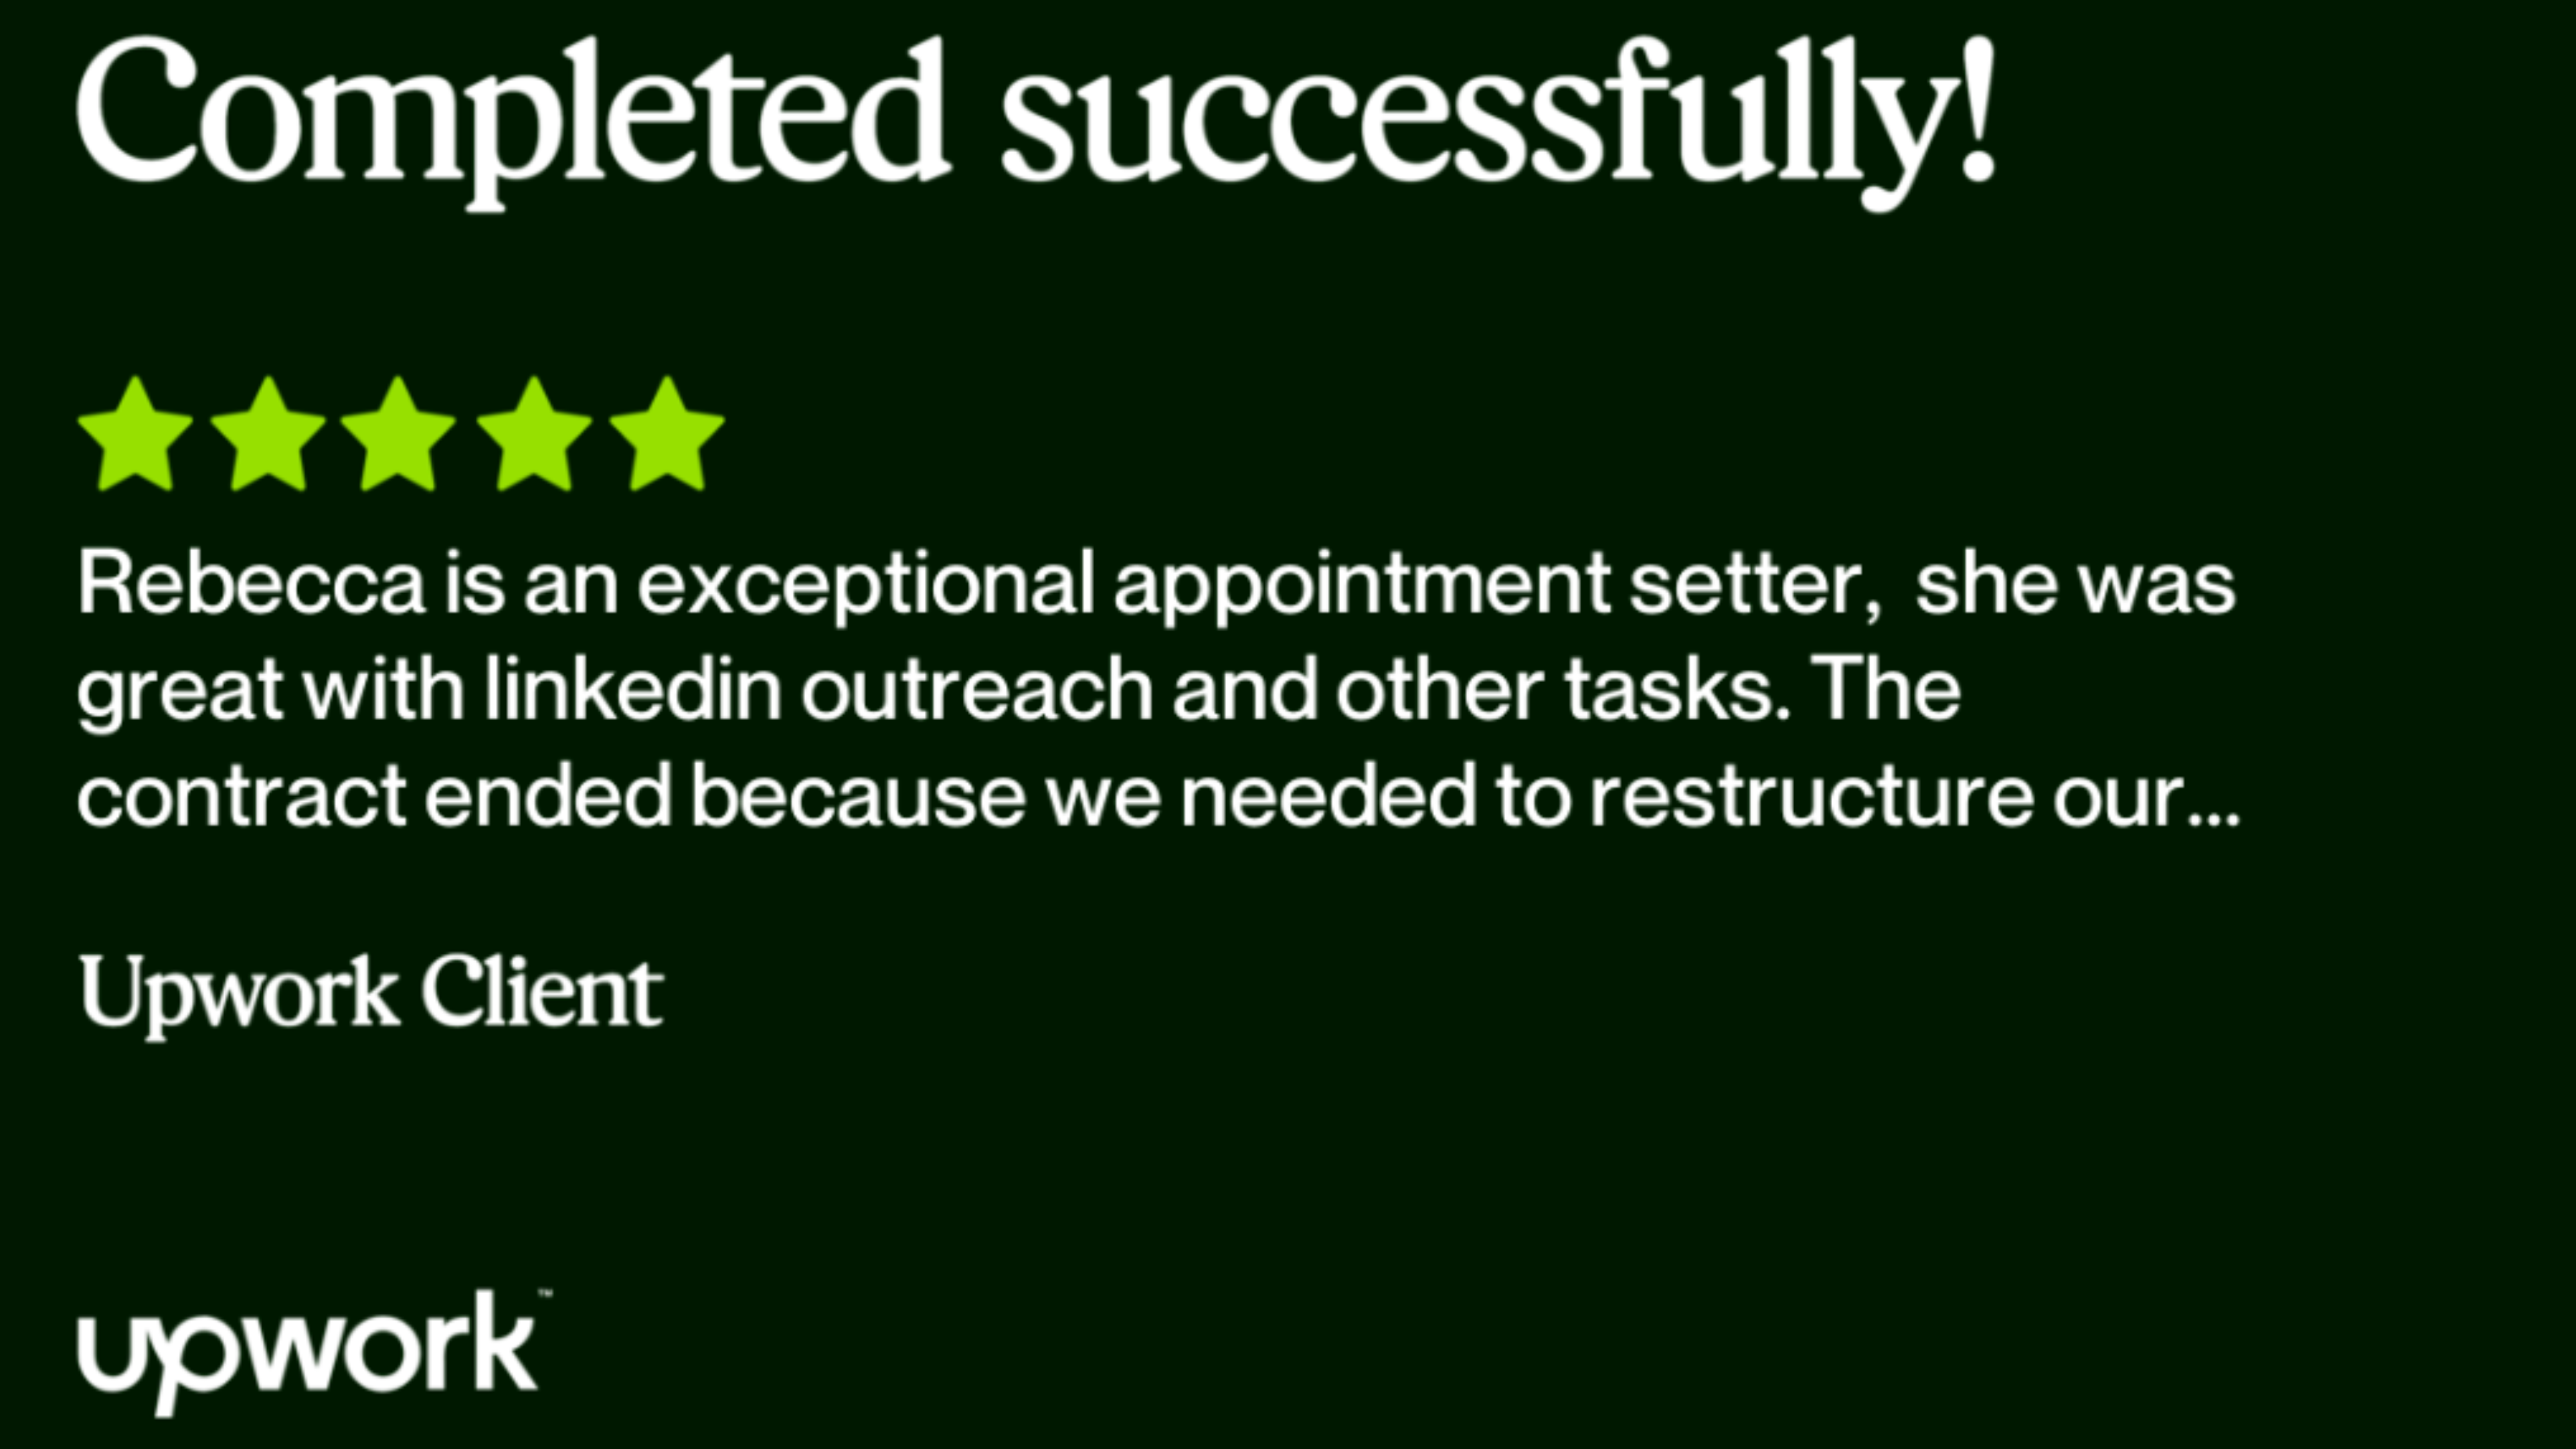 Completed successfully!
Rebecca is an exceptional appointment setter,  she was
great with linkedin outreach and other tasks. The
contract ended because we needed to restructure our...
Upwork Client
upwork™